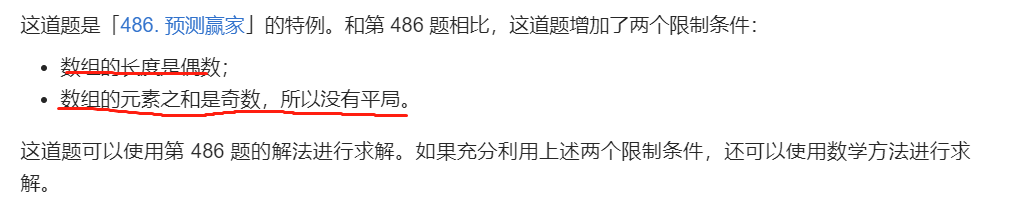 这道题是「486. 预测赢家」的特例。和第 486 题相比，这道题增加了两个限制条件：
• 数组的长度是偶数；
• 数组的元素之和是奇数，所以没有平局。
这道题可以使用第 486 题的解法进行求解。如果充分利用上述两个限制条件，还可以使用数学方法进行求
解。